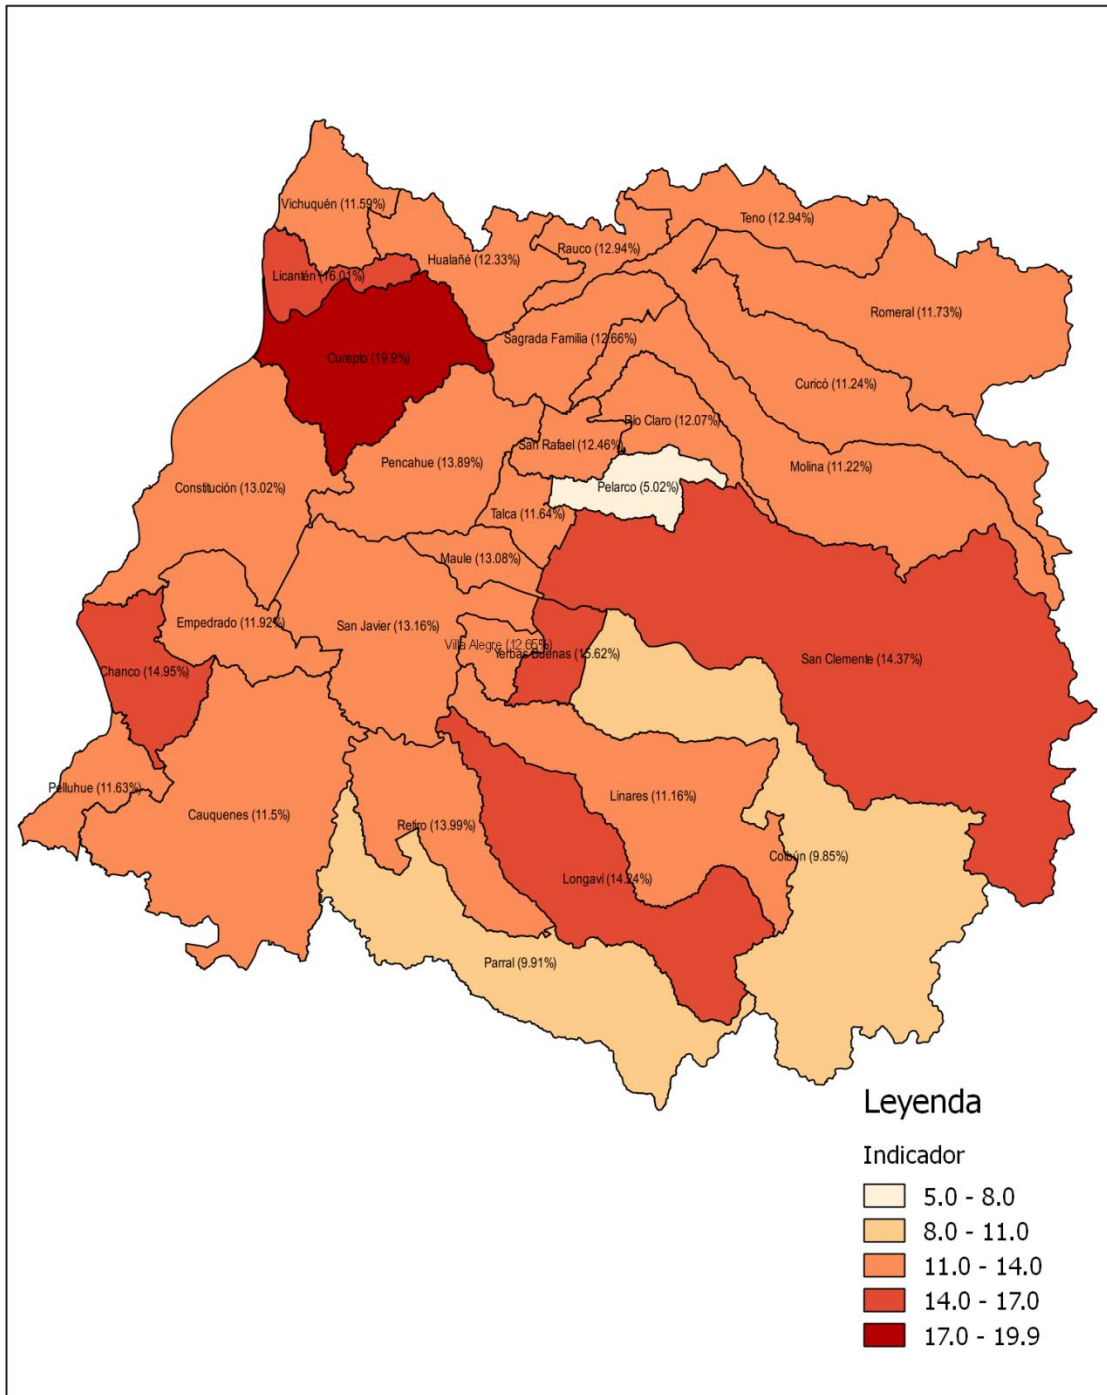 Vichuquén (11.59%)
Teno (12.94%)
Rauco (12.94%)
Hualañé (12.33%)
Licantén (16.01%)
Romeral (11.73%)
Sagrada Familia (12.66%)
Curepto (19.9%)
Curicó (11.24%)
Río Claro (12.07%)
San Rafael (12.46%)
Pencahue (13.89%)
Molina (11.22%)
Constitución (13.02%)
Pelarco (5.02%)
Talca (11.64%)
Maule (13.08%)
Empedrado (11.92%)
San Javier (13.16%)
Villa Alegre (12.65%)
Yerbas Buenas (15.62%)
San Clemente (14.37%)
Chanco (14.95%)
Pelluhue (11.63%)
Linares (11.16%)
Cauquenes (11.5%)
Retiro (13.99%)
Colbún (9.85%)
Longaví (14.24%)
Parral (9.91%)
Leyenda
Indicador
5.0 - 8.0
8.0 - 11.0
11.0 - 14.0
14.0 - 17.0
17.0 - 19.9